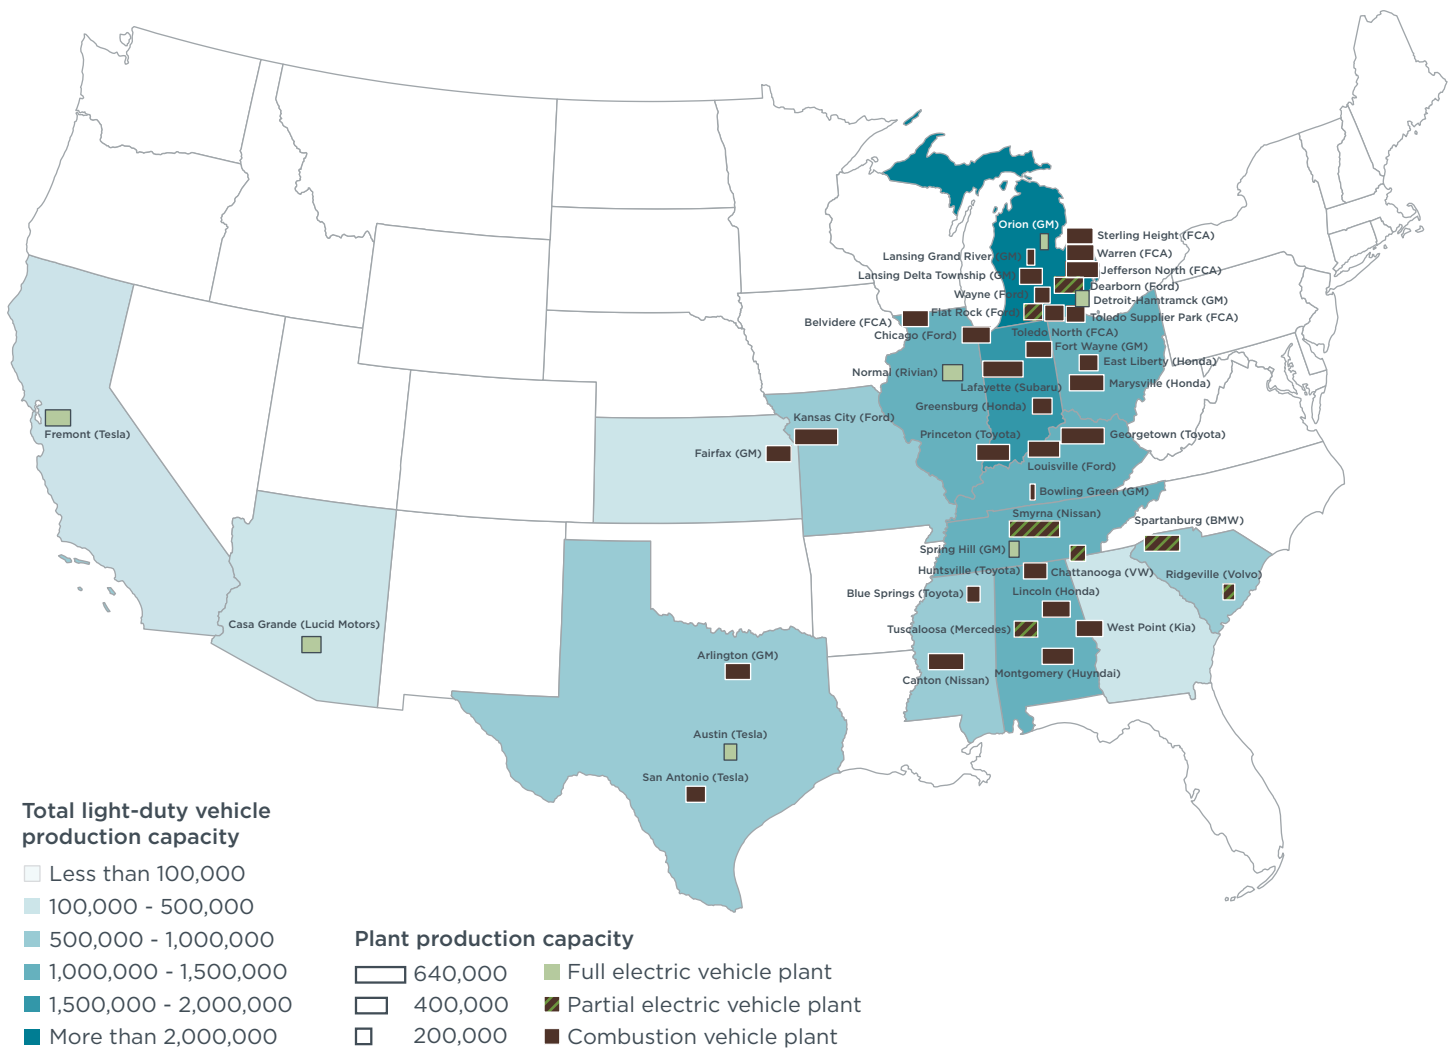 Orion (GM)
Sterling Height (FCA)
Lansing Grand River (GM)
Warren (FCA)
Lansing Delta Township (GM)
Jefferson North (FCA)
Dearborn (Ford)
Wayne (Ford)
Detroit-Hamtramck (GM)
Flat Rock (Ford)
Toledo Supplier Park (FCA)
Belvidere (FCA)
Chicago (Ford)
Toledo North (FCA)
Fort Wayne (GM)
East Liberty (Honda)
Normal (Rivian)
Lafayette (Subaru)
Marysville (Honda)
Greensburg (Honda)
Kansas City (Ford)
Fremont (Tesla)
Princeton (Toyota)
Georgetown (Toyota)
Fairfax (GM)
Louisville (Ford)
Bowling Green (GM)
Smyrna (Nissan)
Spartanburg (BMW)
Spring Hill (GM)
Huntsville (Toyota)
Chattanooga (VW)
Ridgeville (Volvo)
Blue Springs (Toyota)
Lincoln (Honda)
Casa Grande (Lucid Motors)
Tuscaloosa (Mercedes)
West Point (Kia)
Arlington (GM)
Canton (Nissan)
Montgomery (Huyndai)
Austin (Tesla)
San Antonio (Tesla)
Total light-duty vehicle
production capacity
Less than 100,000
100,000 - 500,000
500,000 - 1,000,000
1,000,000 - 1,500,000
1,500,000 - 2,000,000
More than 2,000,000
Plant production capacity
640,000
400,000
200,000
Full electric vehicle plant
Partial electric vehicle plant
Combustion vehicle plant